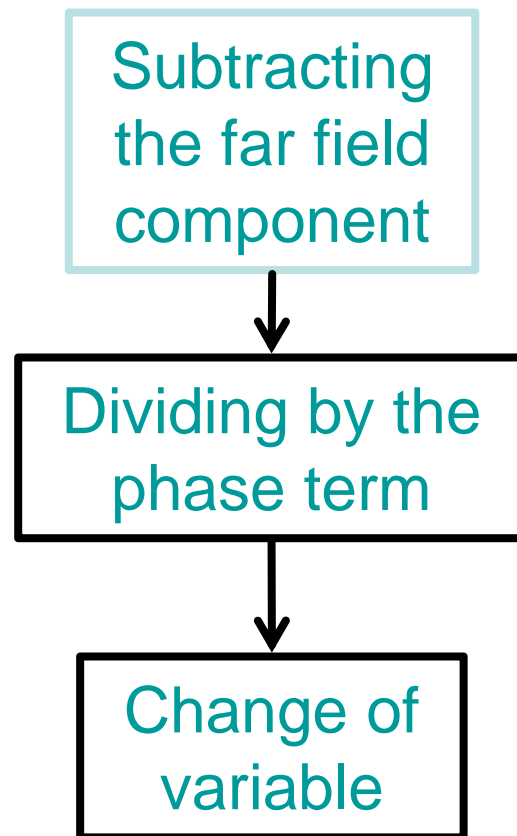 Subtracting
the far field
component
Dividing by the
phase term
Change of
variable